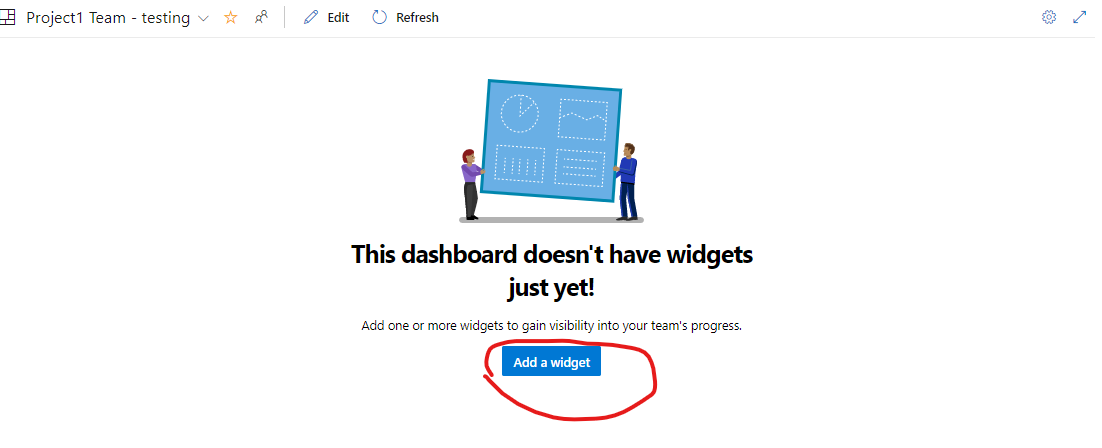 Project1 Team - testing
Edit
Refresh
This dashboard doesn't have widgets
just yet!
Add one or more widgets to gain visibility into your team's progress.
Add a widget